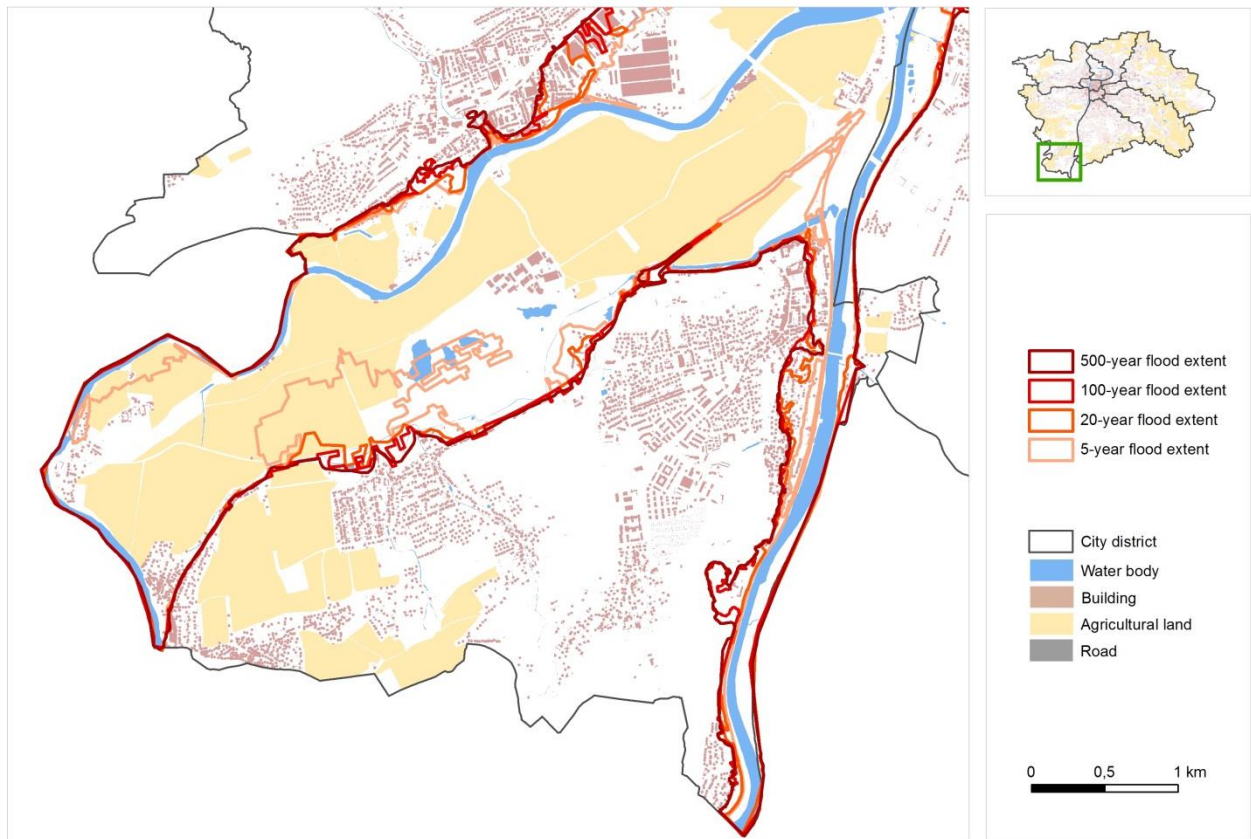 500-year flood extent
100-year flood extent
20-year flood extent
5-year flood extent
City district
Water body
Building
Agricultural land
Road
0 0,5 1 km